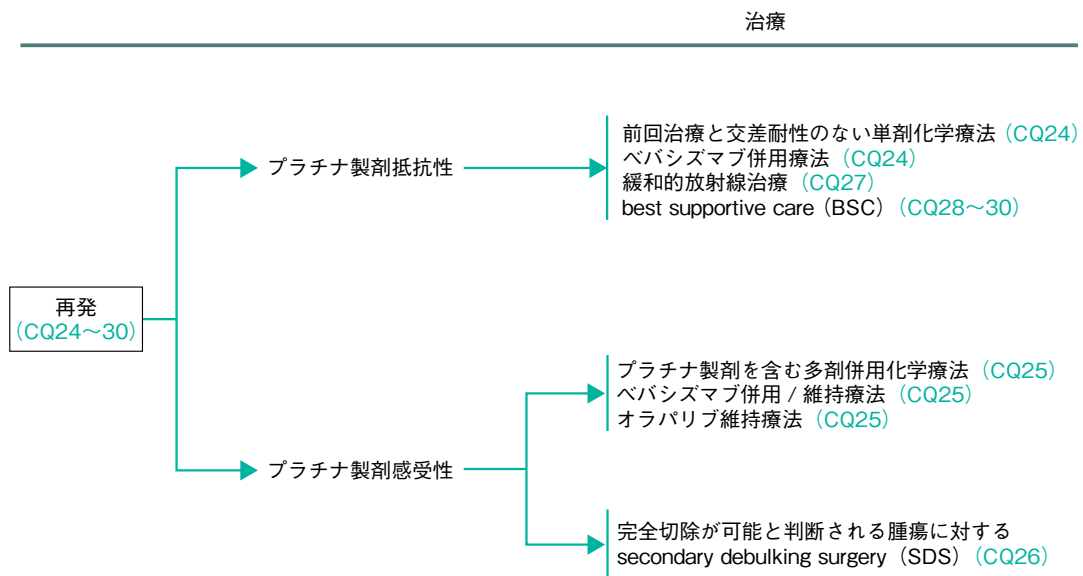 治療
前回治療と交差耐性のない単剤化学療法（CQ24）
ベバシズマブ併用療法（CQ24）
緩和的放射線治療（CQ27）
best supportive care（BSC）（CQ28～30）
プラチナ製剤抵抗性
再発
（CQ24～30）
プラチナ製剤を含む多剤併用化学療法（CQ25）
ベバシズマブ併用 / 維持療法（CQ25）
オラパリブ維持療法（CQ25）
プラチナ製剤感受性
完全切除が可能と判断される腫瘍に対する
secondary debulking surgery（SDS）（CQ26）